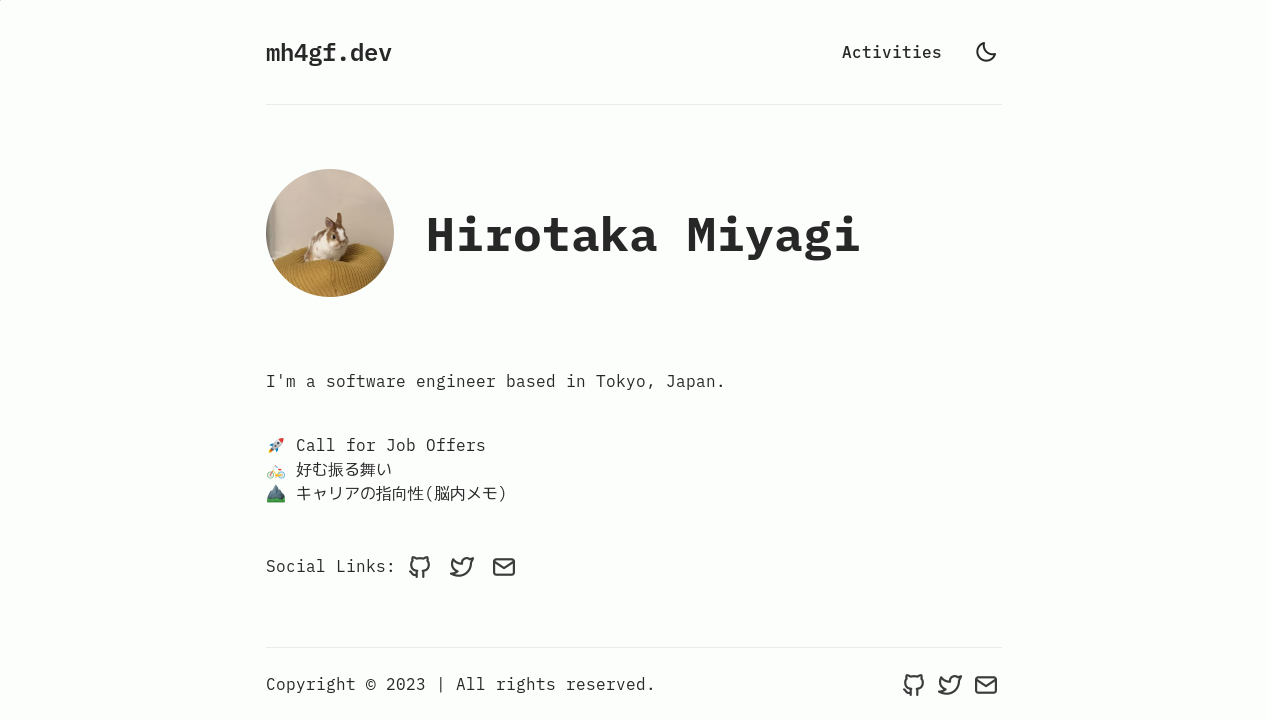 mh4gf.dev
Activities
Hirotaka Miyagi
I'm a software engineer based in Tokyo, Japan.
🚀 Call for Job Offers
🚲 好む振る舞い
⛰️ キャリアの指向性(脳内メモ)
Social Links:
Copyright © 2023 | All rights reserved.